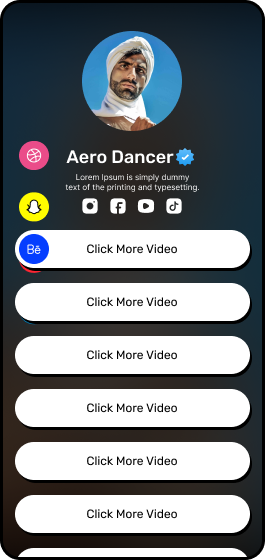 Aero Dancer
Lorem Ipsum is simply dummy
text of the printing and typesetting.
Bē
Click More Video
Click More Video
Click More Video
Click More Video
Click More Video
Click More Video